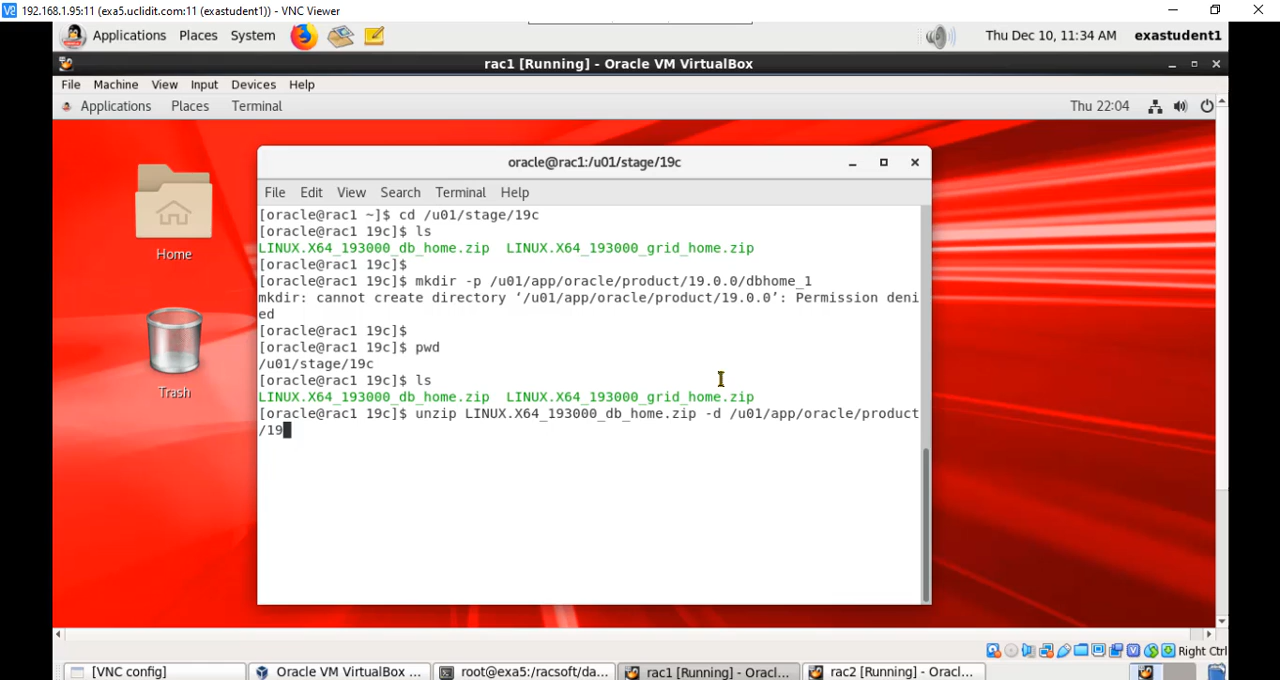 192.168.1.95:11 (exa5.uclidit.com:11 (exastudent1)) - VNC Viewer
Applications Places System Thu Dec 10, 11:34 AM exastudent1
rac1 [Running] - Oracle VM VirtualBox
File Machine View Input Devices Help
Applications Places Terminal Thu 22:04
oracle@rac1:/u01/stage/19c
File Edit View Search Terminal Help
[oracle@rac1 ~]$ cd /u01/stage/19c
[oracle@rac1 19c]$ ls
LINUX.X64_193000_db_home.zip LINUX.X64_193000_grid_home.zip
[oracle@rac1 19c]$
[oracle@rac1 19c]$ mkdir -p /u01/app/oracle/product/19.0.0/dbhome_1
mkdir: cannot create directory ‘/u01/app/oracle/product/19.0.0’: Permission deni
ed
[oracle@rac1 19c]$
[oracle@rac1 19c]$ pwd
/u01/stage/19c
[oracle@rac1 19c]$ ls
LINUX.X64_193000_db_home.zip LINUX.X64_193000_grid_home.zip
[oracle@rac1 19c]$ unzip LINUX.X64_193000_db_home.zip -d /u01/app/oracle/product
/19
Home
Trash
Right Ctrl
[VNC config] Oracle VM VirtualBox ... root@exa5:/racsoft/da... rac1 [Running] - Oracl... rac2 [Running] - Oracl...